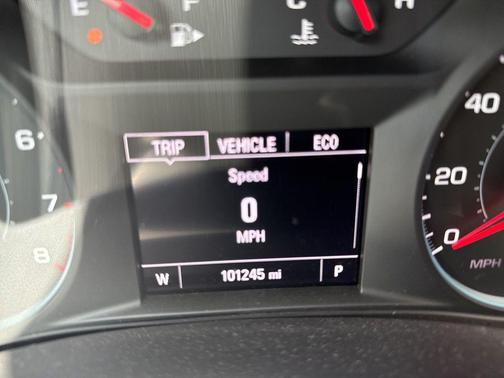 E C H
40
6 TRIP VEHICLE ECO
Speed
7 0 20
MPH
8 0
W 101245 mi P MPH